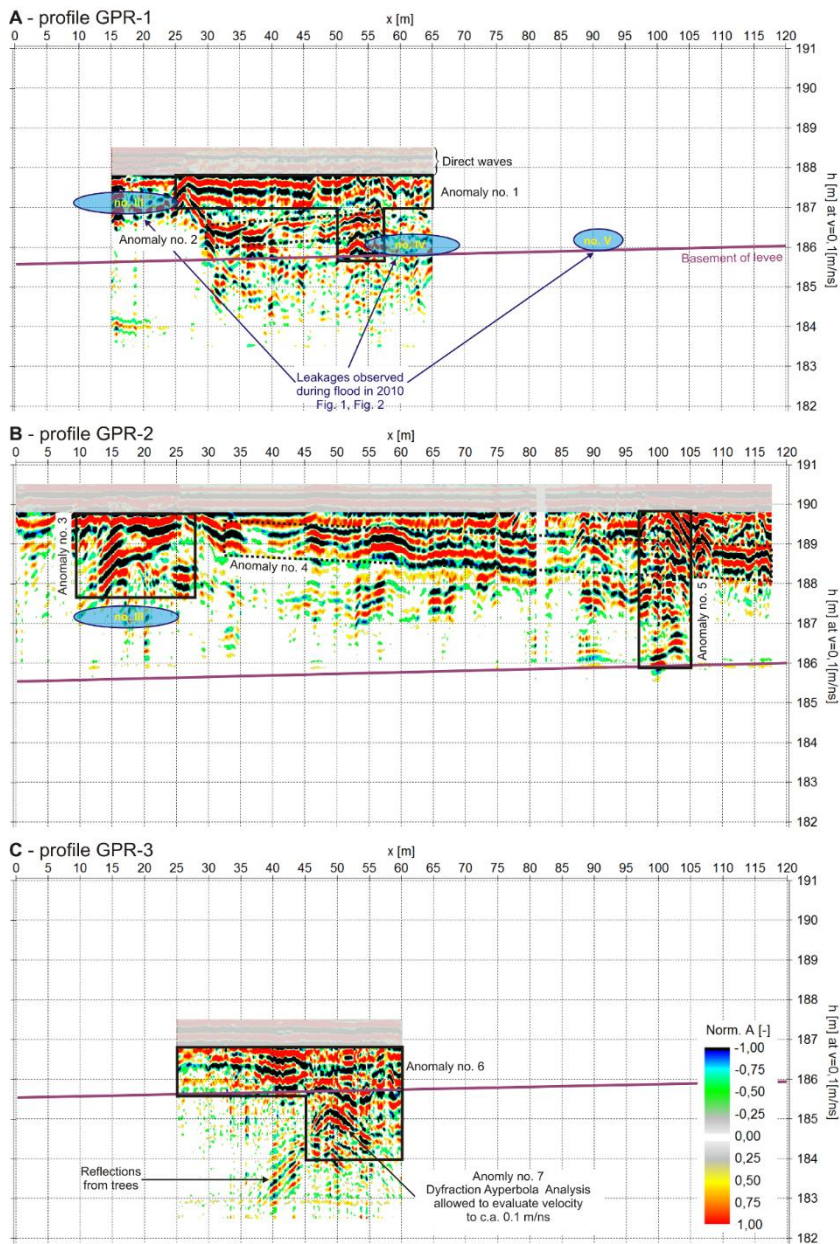 A - profile GPR-1
x [m]
0 5 10 15 20 25 30 35 40 45 50 55 60 65 70 75 80 85 90 95 100 105 110 115 120
191
190
189
188
187
186
185
184
183
182
h [m] at v=0,1[m/ns]
Direct waves
Anomaly no. 1
no. III
Anomaly no. 2
no. IV
no. V
Basement of levee
Leakages observed
during flood in 2010
Fig. 1, Fig. 2
B - profile GPR-2
x [m]
0 5 10 15 20 25 30 35 40 45 50 55 60 65 70 75 80 85 90 95 100 105 110 115 120
191
190
189
188
187
186
185
184
183
182
h [m] at v=0,1[m/ns]
Anomaly no. 3
Anomaly no. 4
no. III
Anomaly no. 5
C - profile GPR-3
x [m]
0 5 10 15 20 25 30 35 40 45 50 55 60 65 70 75 80 85 90 95 100 105 110 115 120
191
190
189
188
187
186
185
184
183
182
h [m] at v=0,1[m/ns]
Anomaly no. 6
Reflections
from trees
Anomly no. 7
Dyfraction Ayperbola Analysis
allowed to evaluate velocity
to c.a. 0.1 m/ns
Norm. A [-]
-1,00
-0,75
-0,50
-0,25
0,00
0,25
0,50
0,75
1,00